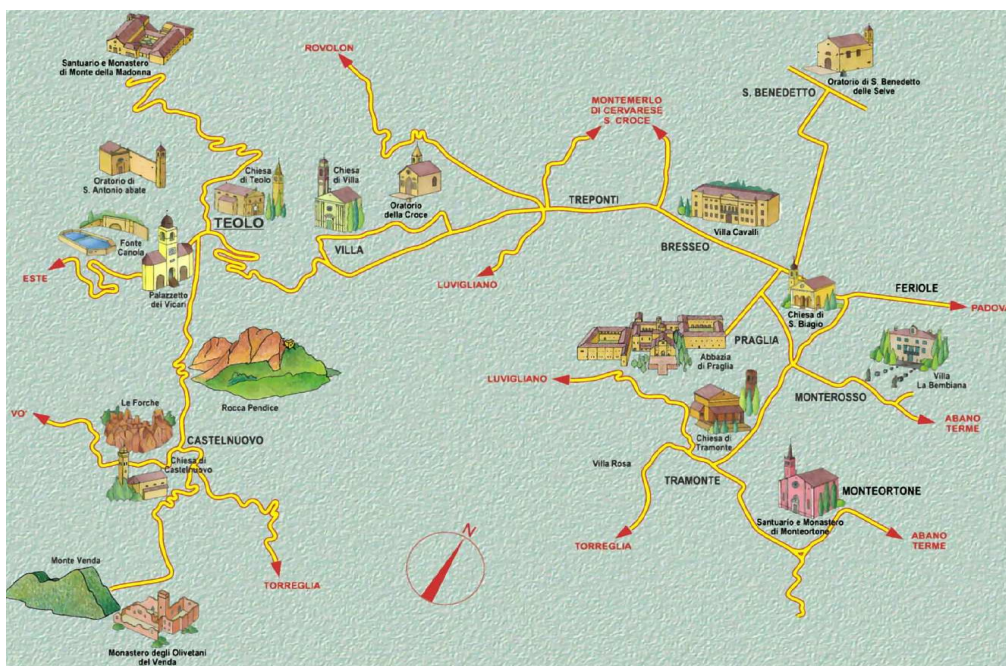 Santuario e Monastero
di Monte della Madonna
ROVOLON
MONTEMERLO
DI CERVARESE
S. CROCE
S. BENEDETTO
Oratorio di S. Benedetto
delle Selve
Oratorio di
S. Antonio abate
Chiesa
di Teolo
Chiesa
di Villa
Oratorio
della Croce
TREPONTI
Villa Cavalli
TEOLO
Fonte
Canola
VILLA
BRESSEO
ESTE
Palazzetto
dei Vicari
LUVIGLIANO
Chiesa di
S. Biagio
FERIOLE
PADOVA
PRAGLIA
Abbazia
di Praglia
Villa
La Bembiana
LUVIGLIANO
MONTEROSSO
ABANO
TERME
Rocca Pendice
Le Forche
VO'
CASTELNUOVO
Chiesa di
Castelnuovo
Chiesa di
Tramonte
Villa Rosa
TRAMONTE
MONTEORTONE
Santuario e Monastero
di Monteortone
ABANO
TERME
N
TORREGLIA
TORREGLIA
Monte Venda
Monastero degli Olivetani
del Venda